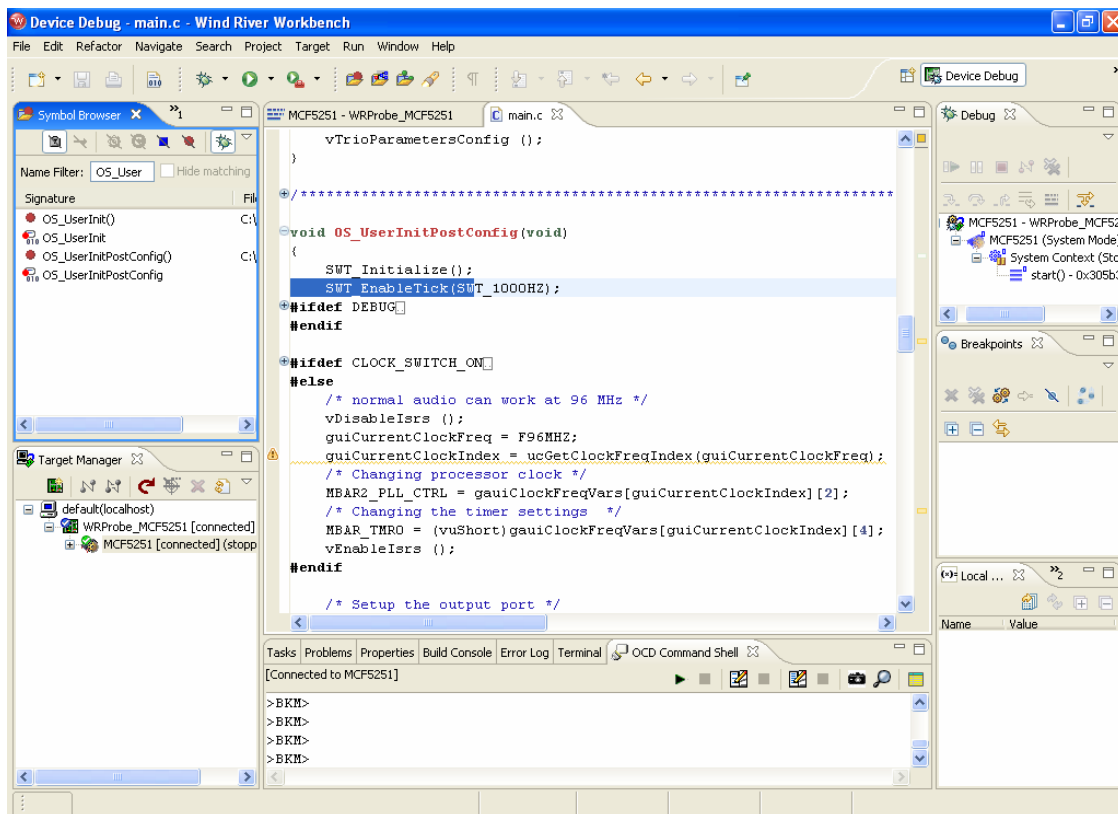 Device Debug - main.c - Wind River Workbench
File Edit Refactor Navigate Search Project Target Run Window Help
Device Debug
Symbol Browser
1
Name Filter: OS_User Hide matching
Signature
OS_UserInit() C:\
OS_UserInit
OS_UserInitPostConfig() C:\
OS_UserInitPostConfig
Target Manager
default(localhost)
WRProbe_MCF5251 [connected]
MCF5251 [connected] (stopp
MCF5251 - WRProbe_MCF5251 main.c
vTrioParametersConfig ();
}
void OS_UserInitPostConfig(void)
{
SWT_Initialize();
SWT_EnableTick(SWT_1000HZ);
#ifdef DEBUG
#endif
#ifdef CLOCK_SWITCH_ON
#else
/* normal audio can work at 96 MHz */
vDisableIsrs ();
guiCurrentClockFreq = F96MHZ;
guiCurrentClockIndex = ucGetClockFreqIndex(guiCurrentClockFreq);
/* Changing processor clock */
MBAR2_PLL_CTRL = gauiClockFreqVars[guiCurrentClockIndex][2];
/* Changing the timer settings */
MBAR_TMR0 = (vuShort)gauiClockFreqVars[guiCurrentClockIndex][4];
vEnableIsrs ();
#endif
/* Setup the output port */
Tasks Problems Properties Build Console Error Log Terminal OCD Command Shell
[Connected to MCF5251]
>BKM>
>BKM>
>BKM>
>BKM>
Debug
MCF5251 - WRProbe_MCF52
MCF5251 (System Mode)
System Context (Sto
start() - 0x305b
Breakpoints
Local ... 2
Name Value